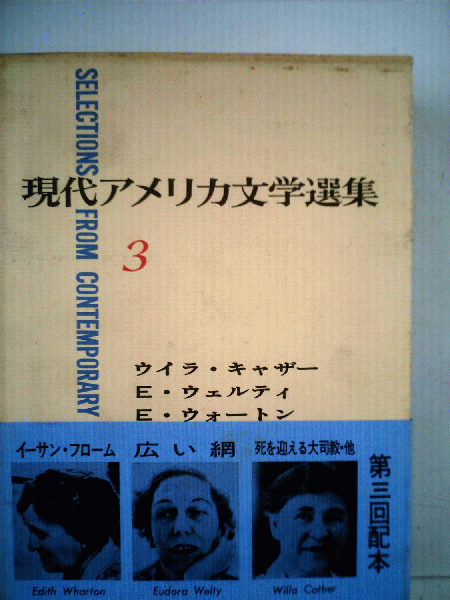 SELECTIONS FROM CONTEMPORARY
現代アメリカ文学選集
3
ウイラ・キャザー
E・ウェルティ
E・ウォートン
イーサン・フローム
広い網
死を迎える大司教・他
第三回配本
Edith Wharton
Eudora Welty
Willa Cother